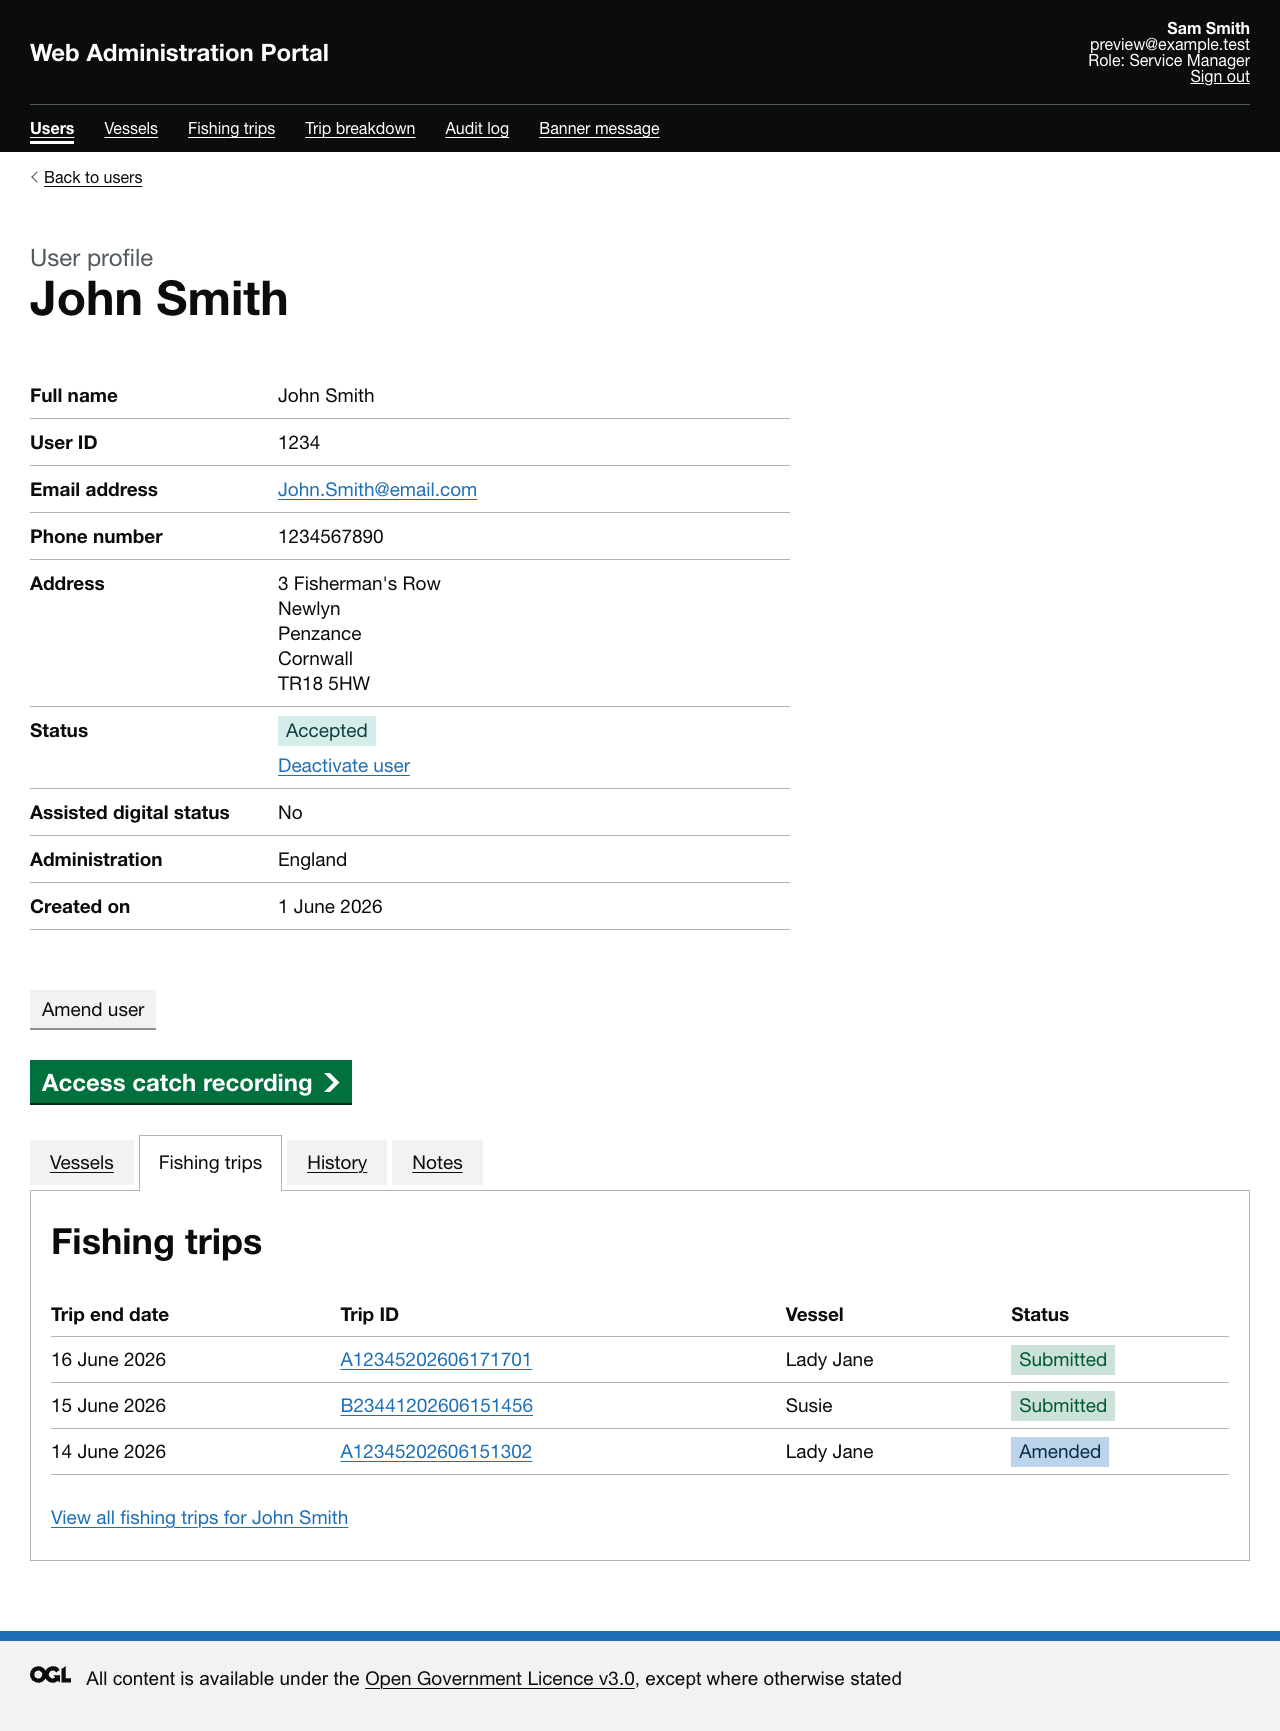 Web Administration Portal
Sam Smith
preview@example.test
Role: Service Manager
Sign out
Users Vessels Fishing trips Trip breakdown Audit log Banner message
Back to users
User profile
John Smith
Full name John Smith
User ID 1234
Email address John.Smith@email.com
Phone number 1234567890
Address 3 Fisherman's Row
Newlyn
Penzance
Cornwall
TR18 5HW
Status Accepted
Deactivate user
Assisted digital status No
Administration England
Created on 1 June 2026
Amend user
Access catch recording
Vessels Fishing trips History Notes
Fishing trips
Trip end date Trip ID Vessel Status
16 June 2026 A12345202606171701 Lady Jane Submitted
15 June 2026 B23441202606151456 Susie Submitted
14 June 2026 A12345202606151302 Lady Jane Amended
View all fishing trips for John Smith
OGL All content is available under the Open Government Licence v3.0, except where otherwise stated